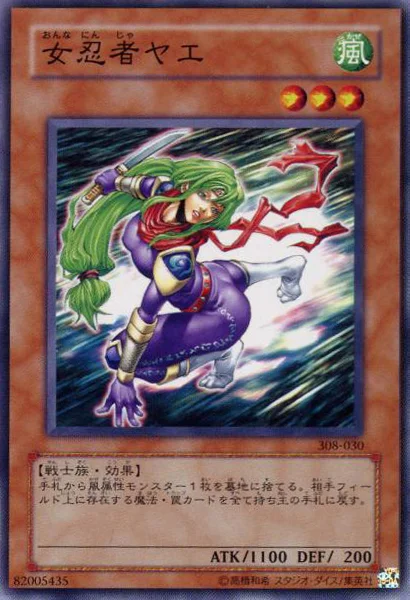 おんな にん じゃ
女忍者ヤエ
かぜ
風
308-030
【戦士族・効果】
手札から風属性モンスター1枚を墓地に捨てる。相手フィー
ルド上に存在する魔法・罠カードを全て持ち主の手札に戻す。
ATK/1100 DEF/ 200
82005435
©高橋和希 スタジオ・ダイス/集英社